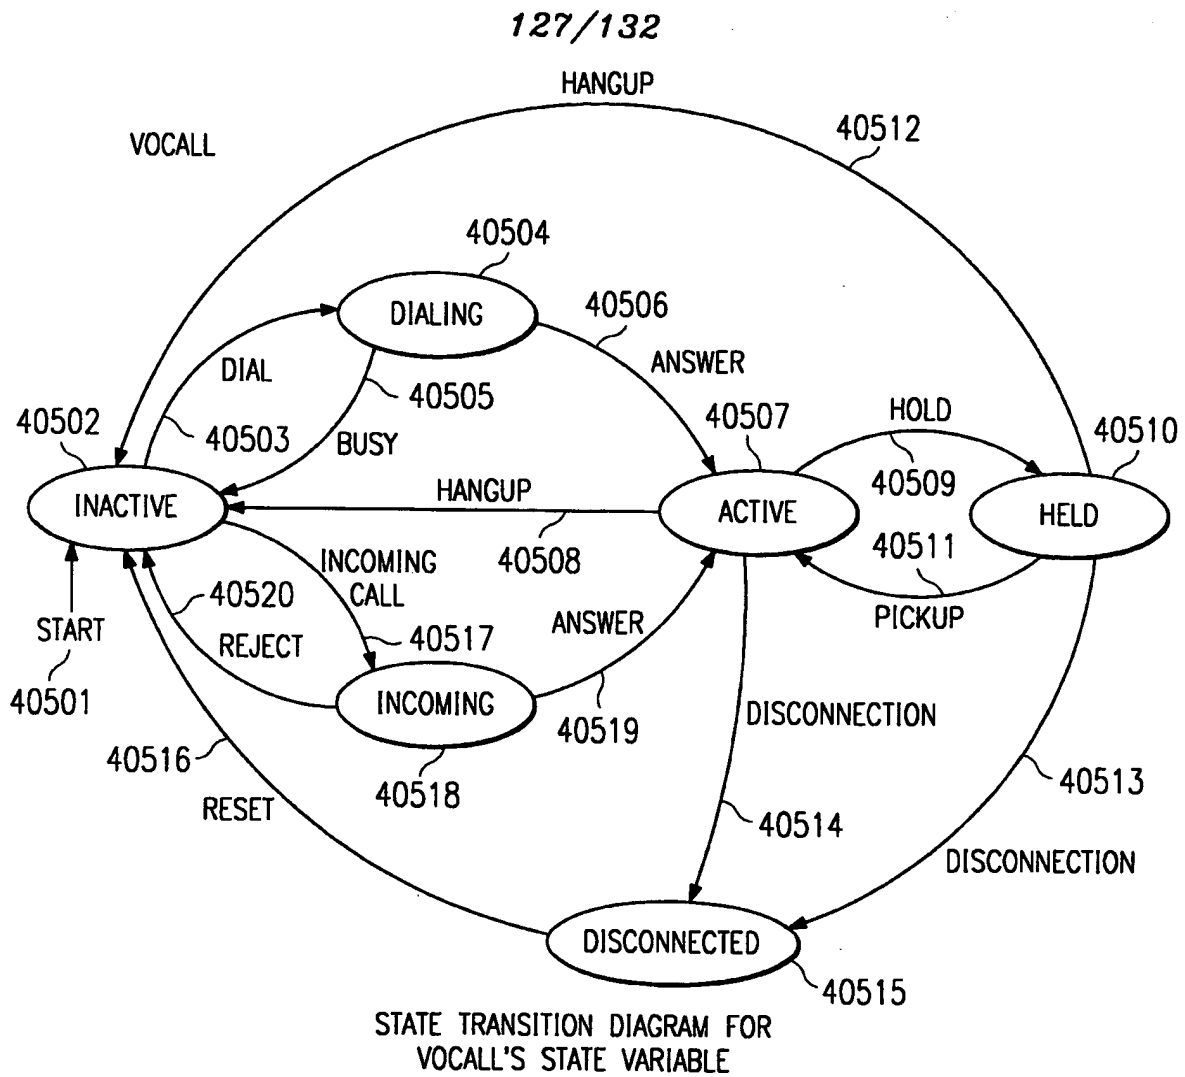 127/132
HANGUP
VOCALL
40512
40504
DIALING
40506
DIAL
40505
ANSWER
40502
40503
BUSY
40507
HOLD
40510
INACTIVE
HANGUP
ACTIVE
40509
HELD
40508
40511
INCOMING
CALL
40520
START
REJECT
40517
ANSWER
PICKUP
40501
INCOMING
40519
DISCONNECTION
40516
40518
40513
RESET
40514
DISCONNECTION
DISCONNECTED
40515
STATE TRANSITION DIAGRAM FOR
VOCALL'S STATE VARIABLE